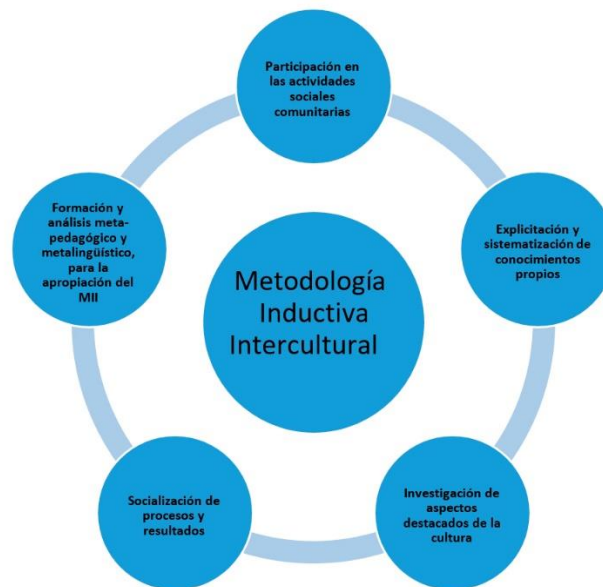 Participación en
las actividades
sociales
comunitarias
Explicitación y
sistematización de
conocimientos
propios
Investigación de
aspectos
destacados de la
cultura
Socialización de
procesos y
resultados
Formación y
análisis meta-
pedagógico y
metalingüístico,
para la
apropiación del
MII
Metodología
Inductiva
Intercultural